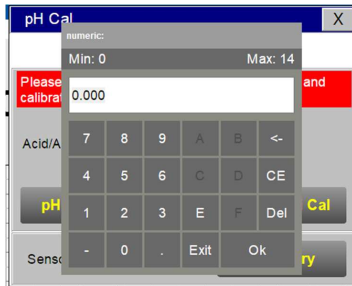 pH Cal X
numeric:
Min: 0 Max: 14
Please and
calibrat
0.000
Acid/A
7 8 9 A B <-
4 5 6 C D CE
pH Cal
1 2 3 E F Del
- 0 . Exit Ok
Senso ry